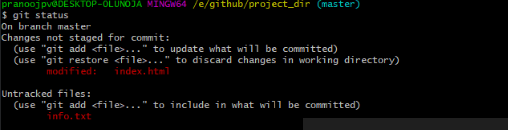 pranoojpv@DESKTOP-OLUNOJA MINGW64 /e/github/project_dir (master)
$ git status
On branch master
Changes not staged for commit:
  (use "git add <file>..." to update what will be committed)
  (use "git restore <file>..." to discard changes in working directory)
        modified:   index.html

Untracked files:
  (use "git add <file>..." to include in what will be committed)
        info.txt